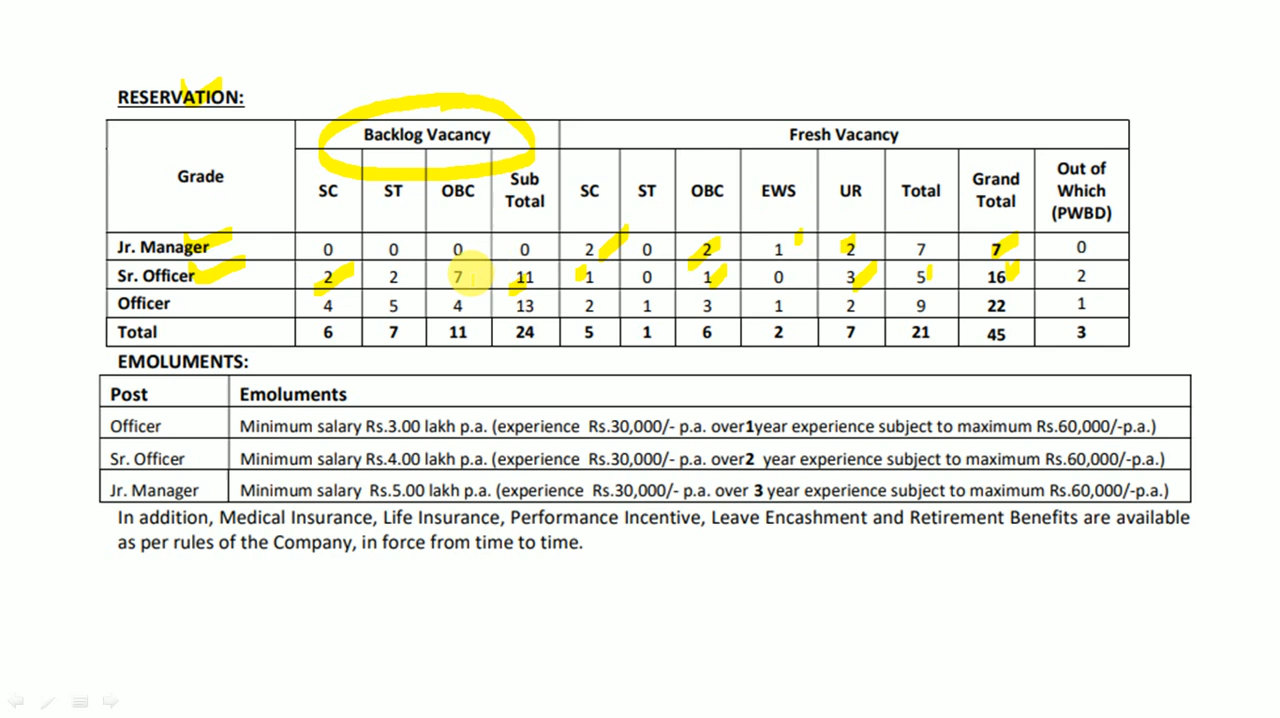 RESERVATION:
Grade Backlog Vacancy Fresh Vacancy
SC ST OBC Sub Total SC ST OBC EWS UR Total Grand Total Out of Which (PWBD)
Jr. Manager 0 0 0 0 2 0 2 1 2 7 7 0
Sr. Officer 2 2 7 11 1 0 1 0 3 5 16 2
Officer 4 5 4 13 2 1 3 1 2 9 22 1
Total 6 7 11 24 5 1 6 2 7 21 45 3
EMOLUMENTS:
Post Emoluments
Officer Minimum salary Rs.3.00 lakh p.a. (experience Rs.30,000/- p.a. over1year experience subject to maximum Rs.60,000/-p.a.)
Sr. Officer Minimum salary Rs.4.00 lakh p.a. (experience Rs.30,000/- p.a. over2 year experience subject to maximum Rs.60,000/-p.a.)
Jr. Manager Minimum salary Rs.5.00 lakh p.a. (experience Rs.30,000/- p.a. over 3 year experience subject to maximum Rs.60,000/-p.a.)
In addition, Medical Insurance, Life Insurance, Performance Incentive, Leave Encashment and Retirement Benefits are available
as per rules of the Company, in force from time to time.